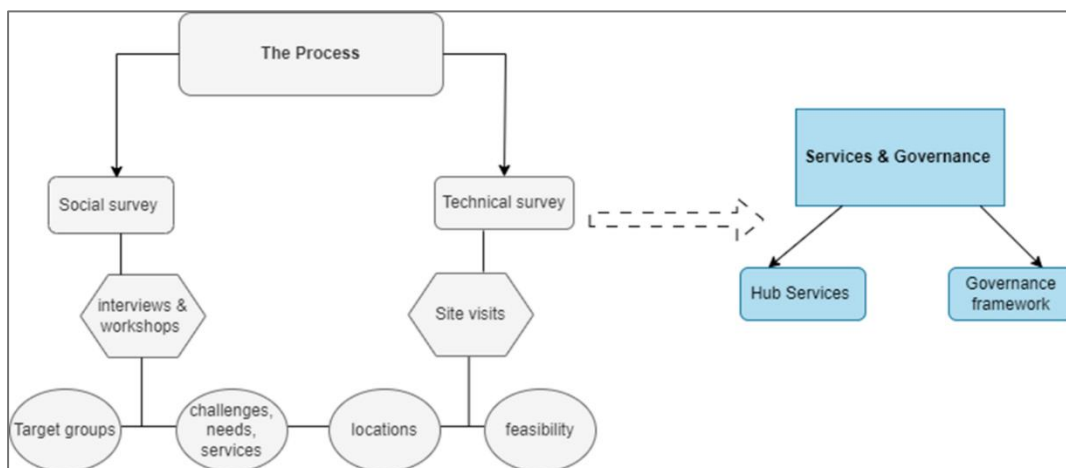 The Process
Services & Governance
Social survey
Technical survey
Hub Services
Governance
framework
interviews &
workshops
Site visits
Target groups
challenges,
needs,
services
locations
feasibility